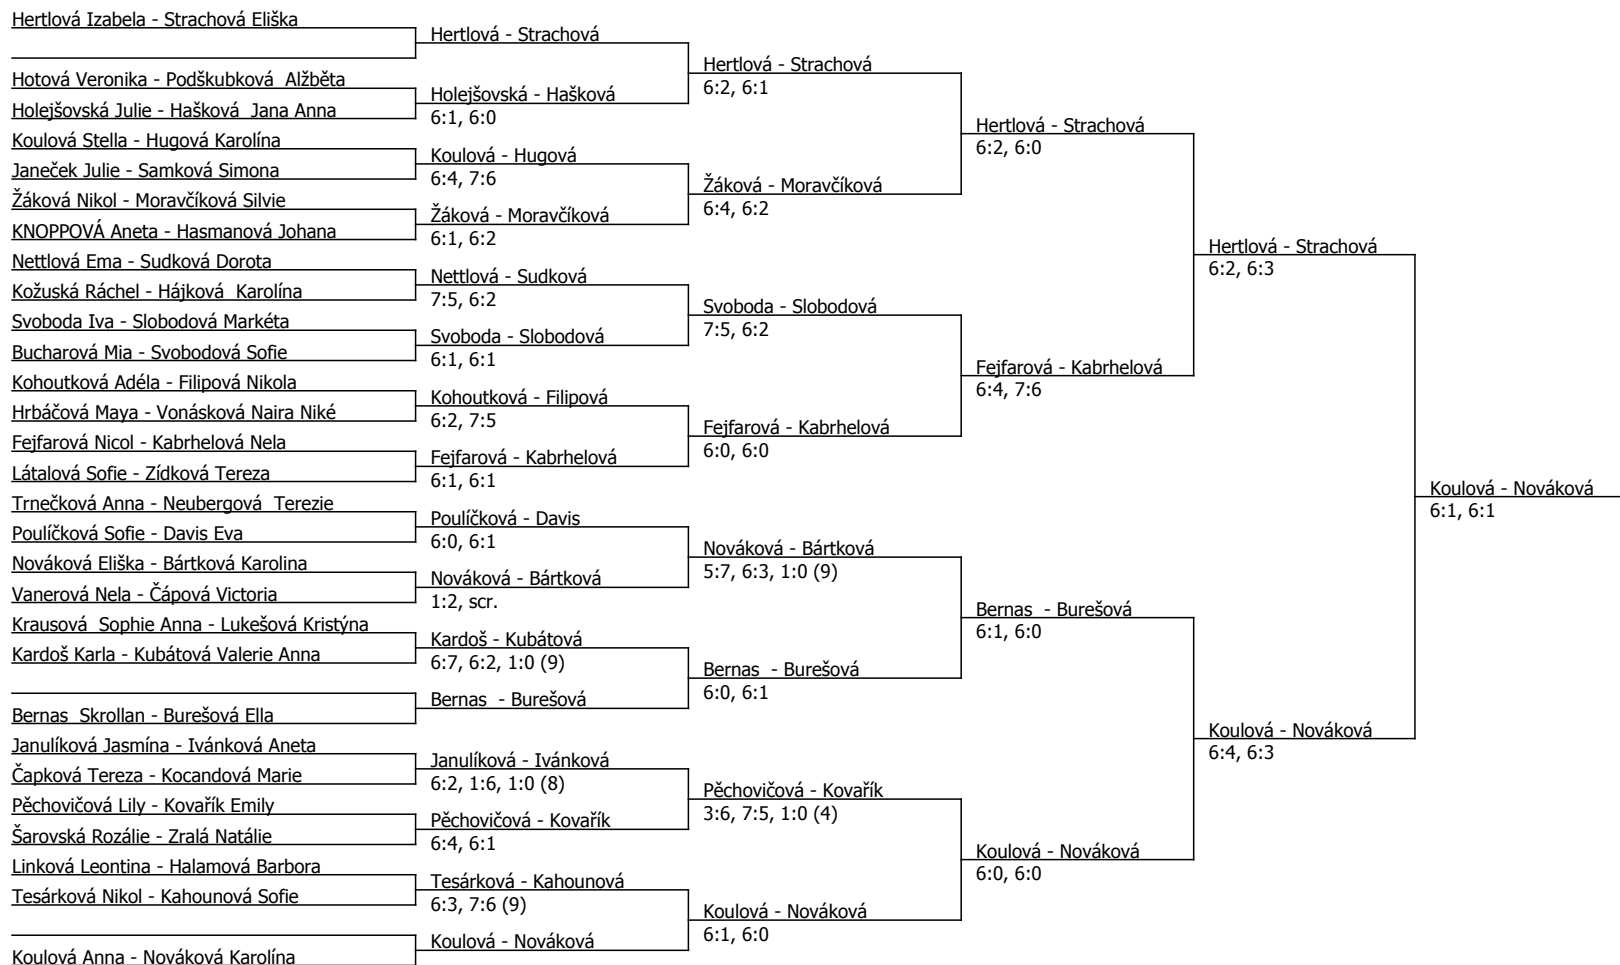 Hertlová Izabela - Strachová Eliška
Hotová Veronika - Podškubková  Alžběta
Holejšovská Julie - Hašková  Jana Anna
Koulová Stella - Hugová Karolína
Janeček Julie - Samková Simona
Žáková Nikol - Moravčíková Silvie
KNOPPOVÁ Aneta - Hasmanová Johana
Nettlová Ema - Sudková Dorota
Kožuská Ráchel - Hájková  Karolína
Svoboda Iva - Slobodová Markéta
Bucharová Mia - Svobodová Sofie
Kohoutková Adéla - Filipová Nikola
Hrbáčová Maya - Vonásková Naira Niké
Fejfarová Nicol - Kabrhelová Nela
Látalová Sofie - Zídková Tereza
Trnečková Anna - Neubergová  Terezie
Poulíčková Sofie - Davis Eva
Nováková Eliška - Bártková Karolina
Vanerová Nela - Čápová Victoria
Krausová  Sophie Anna - Lukešová Kristýna
Kardoš Karla - Kubátová Valerie Anna
Bernas  Skrollan - Burešová Ella
Janulíková Jasmína - Ivánková Aneta
Čapková Tereza - Kocandová Marie
Pěchovičová Lily - Kovařík Emily
Šarovská Rozálie - Zralá Natálie
Linková Leontina - Halamová Barbora
Tesárková Nikol - Kahounová Sofie
Koulová Anna - Nováková Karolína
Hertlová - Strachová
Holejšovská - Hašková
6:1, 6:0
Koulová - Hugová
6:4, 7:6
Žáková - Moravčíková
6:1, 6:2
Nettlová - Sudková
7:5, 6:2
Svoboda - Slobodová
6:1, 6:1
Kohoutková - Filipová
6:2, 7:5
Fejfarová - Kabrhelová
6:1, 6:1
Poulíčková - Davis
6:0, 6:1
Nováková - Bártková
1:2, scr.
Kardoš - Kubátová
6:7, 6:2, 1:0 (9)
Bernas  - Burešová
Janulíková - Ivánková
6:2, 1:6, 1:0 (8)
Pěchovičová - Kovařík
6:4, 6:1
Tesárková - Kahounová
6:3, 7:6 (9)
Koulová - Nováková
Hertlová - Strachová
6:2, 6:1
Žáková - Moravčíková
6:4, 6:2
Svoboda - Slobodová
7:5, 6:2
Fejfarová - Kabrhelová
6:0, 6:0
Nováková - Bártková
5:7, 6:3, 1:0 (9)
Bernas  - Burešová
6:0, 6:1
Pěchovičová - Kovařík
3:6, 7:5, 1:0 (4)
Koulová - Nováková
6:1, 6:0
Hertlová - Strachová
6:2, 6:0
Fejfarová - Kabrhelová
6:4, 7:6
Bernas  - Burešová
6:1, 6:0
Koulová - Nováková
6:0, 6:0
Hertlová - Strachová
6:2, 6:3
Koulová - Nováková
6:4, 6:3
Koulová - Nováková
6:1, 6:1